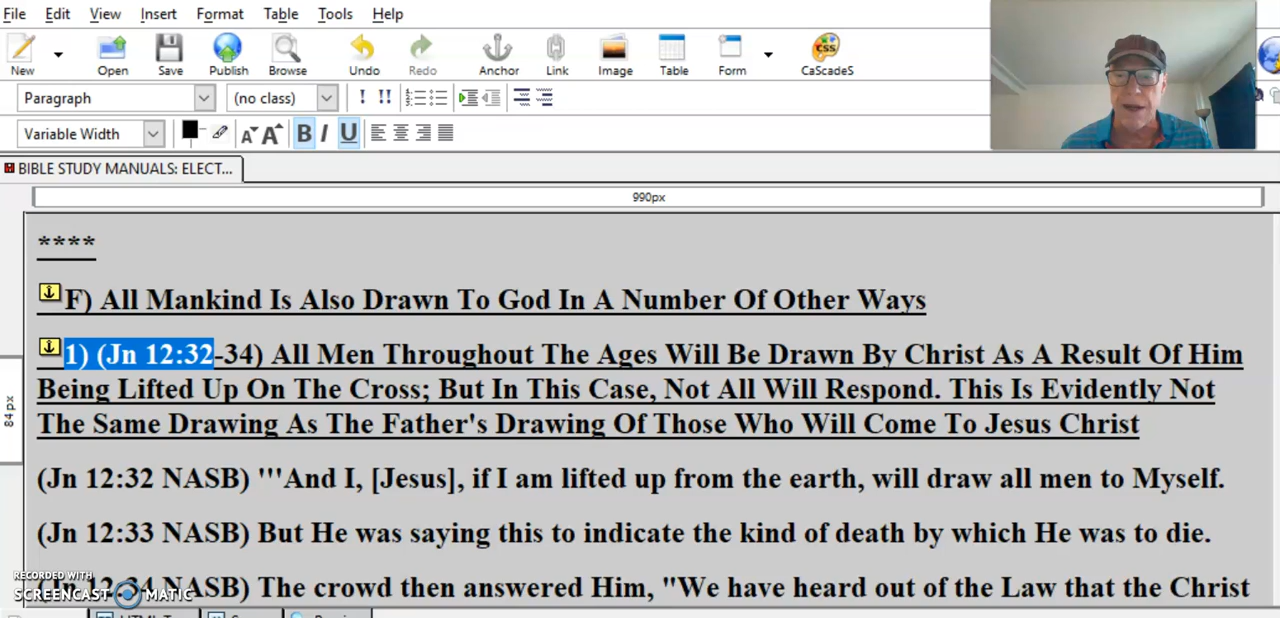 File Edit View Insert Format Table Tools Help
New Open Save Publish Browse Undo Redo Anchor Link Image Table Form CaScadeS
Paragraph (no class) ! !!
Variable Width A A B I U
BIBLE STUDY MANUALS: ELECT...
990px
84 px
****
F) All Mankind Is Also Drawn To God In A Number Of Other Ways
1) (Jn 12:32-34) All Men Throughout The Ages Will Be Drawn By Christ As A Result Of Him
Being Lifted Up On The Cross; But In This Case, Not All Will Respond. This Is Evidently Not
The Same Drawing As The Father's Drawing Of Those Who Will Come To Jesus Christ
(Jn 12:32 NASB) '"And I, [Jesus], if I am lifted up from the earth, will draw all men to Myself.
(Jn 12:33 NASB) But He was saying this to indicate the kind of death by which He was to die.
(Jn 12:34 NASB) The crowd then answered Him, "We have heard out of the Law that the Christ
RECORDED WITH
SCREENCAST MATIC